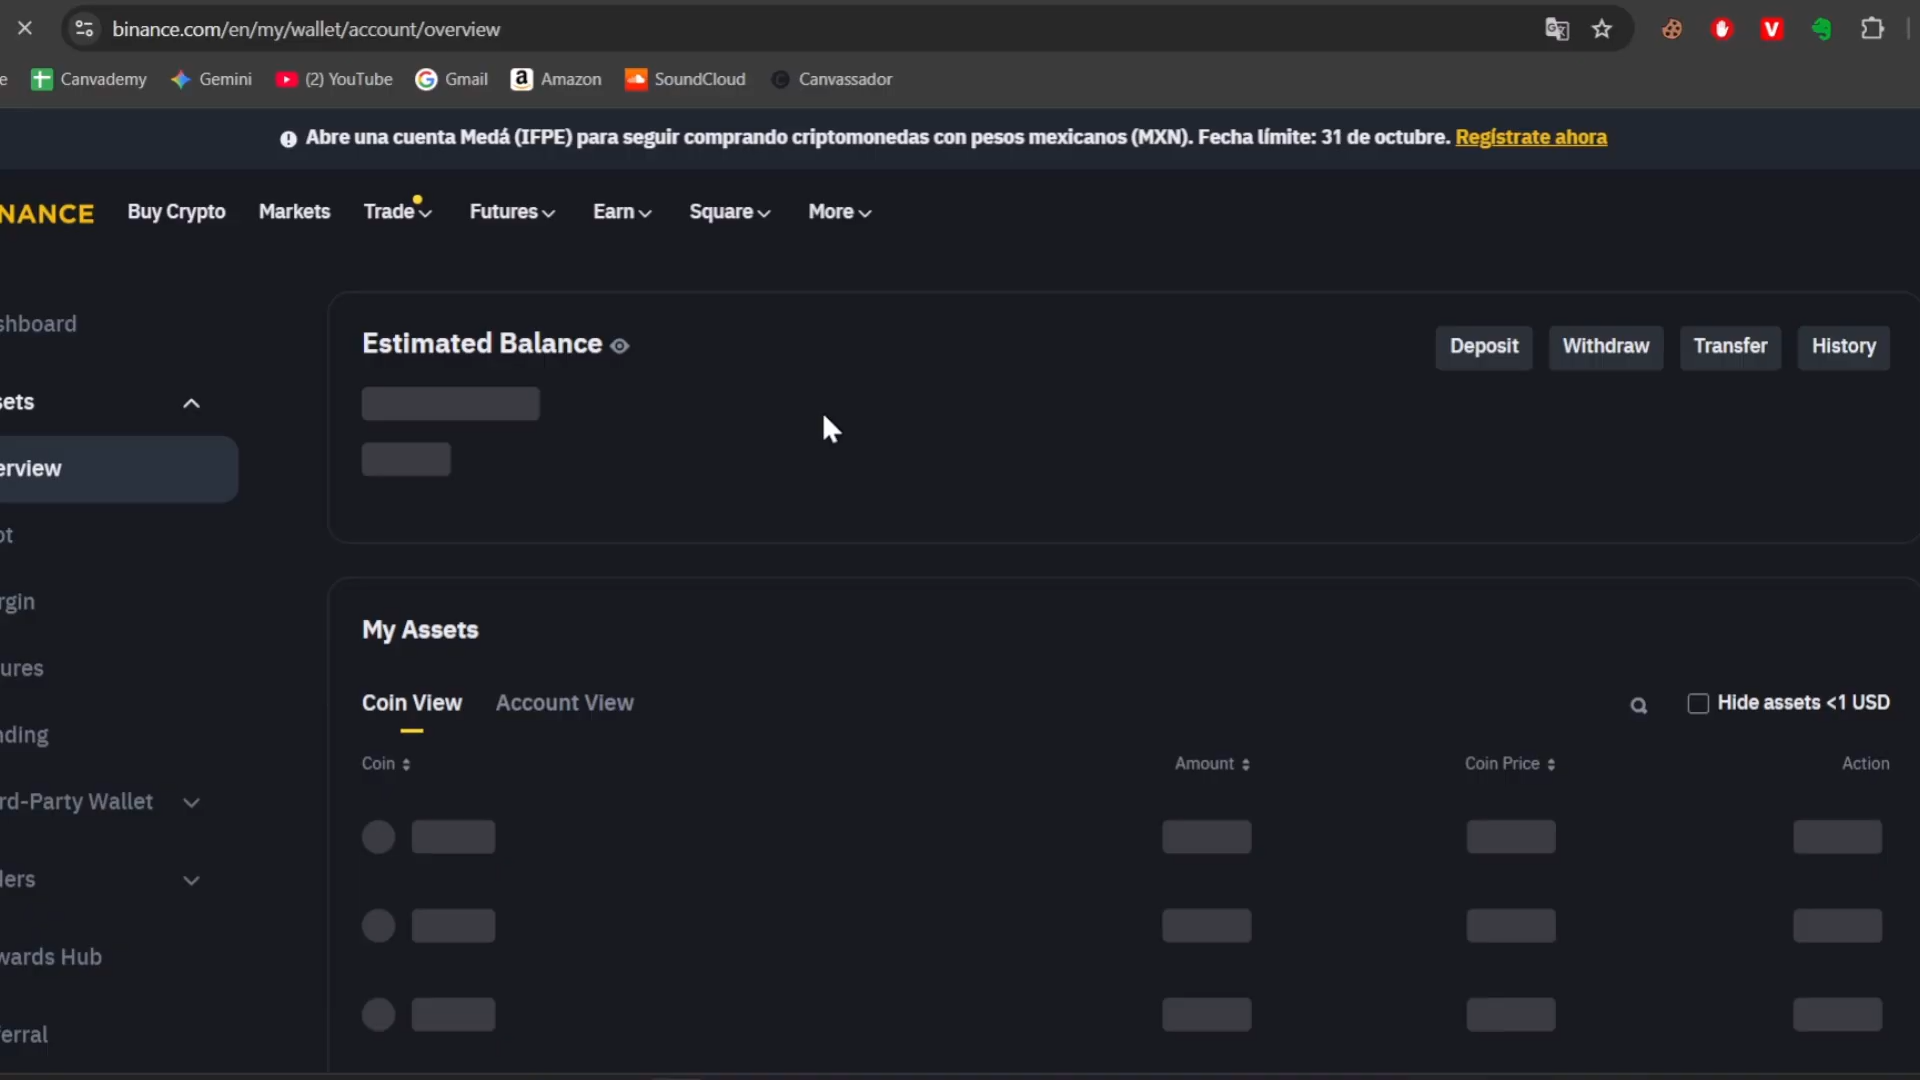 binance.com/en/my/wallet/account/overview
e Canvademy Gemini (2) YouTube Gmail Amazon SoundCloud Canvassador
Abre una cuenta Medá (IFPE) para seguir comprando criptomonedas con pesos mexicanos (MXN). Fecha límite: 31 de octubre. Regístrate ahora
NANCE Buy Crypto Markets Trade Futures Earn Square More
shboard
Estimated Balance
Deposit Withdraw Transfer History
sets
erview
ot
rgin
ures
nding
rd-Party Wallet
ders
wards Hub
erral
My Assets
Coin View Account View
Hide assets <1 USD
Coin Amount Coin Price Action